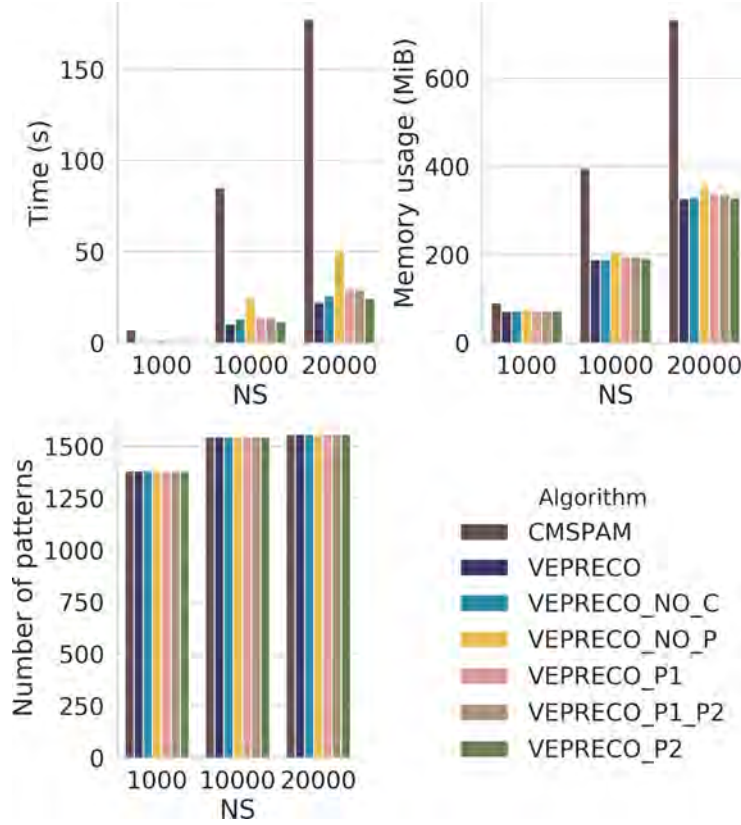 Time (s)
150
100
50
0
1000
10000
20000
NS
Memory usage (MiB)
600
400
200
0
1000
10000
20000
NS
Number of patterns
1500
1250
1000
750
500
250
0
1000
10000
20000
NS
Algorithm
CMSPAM
VEPRECO
VEPRECO_NO_C
VEPRECO_NO_P
VEPRECO_P1
VEPRECO_P1_P2
VEPRECO_P2